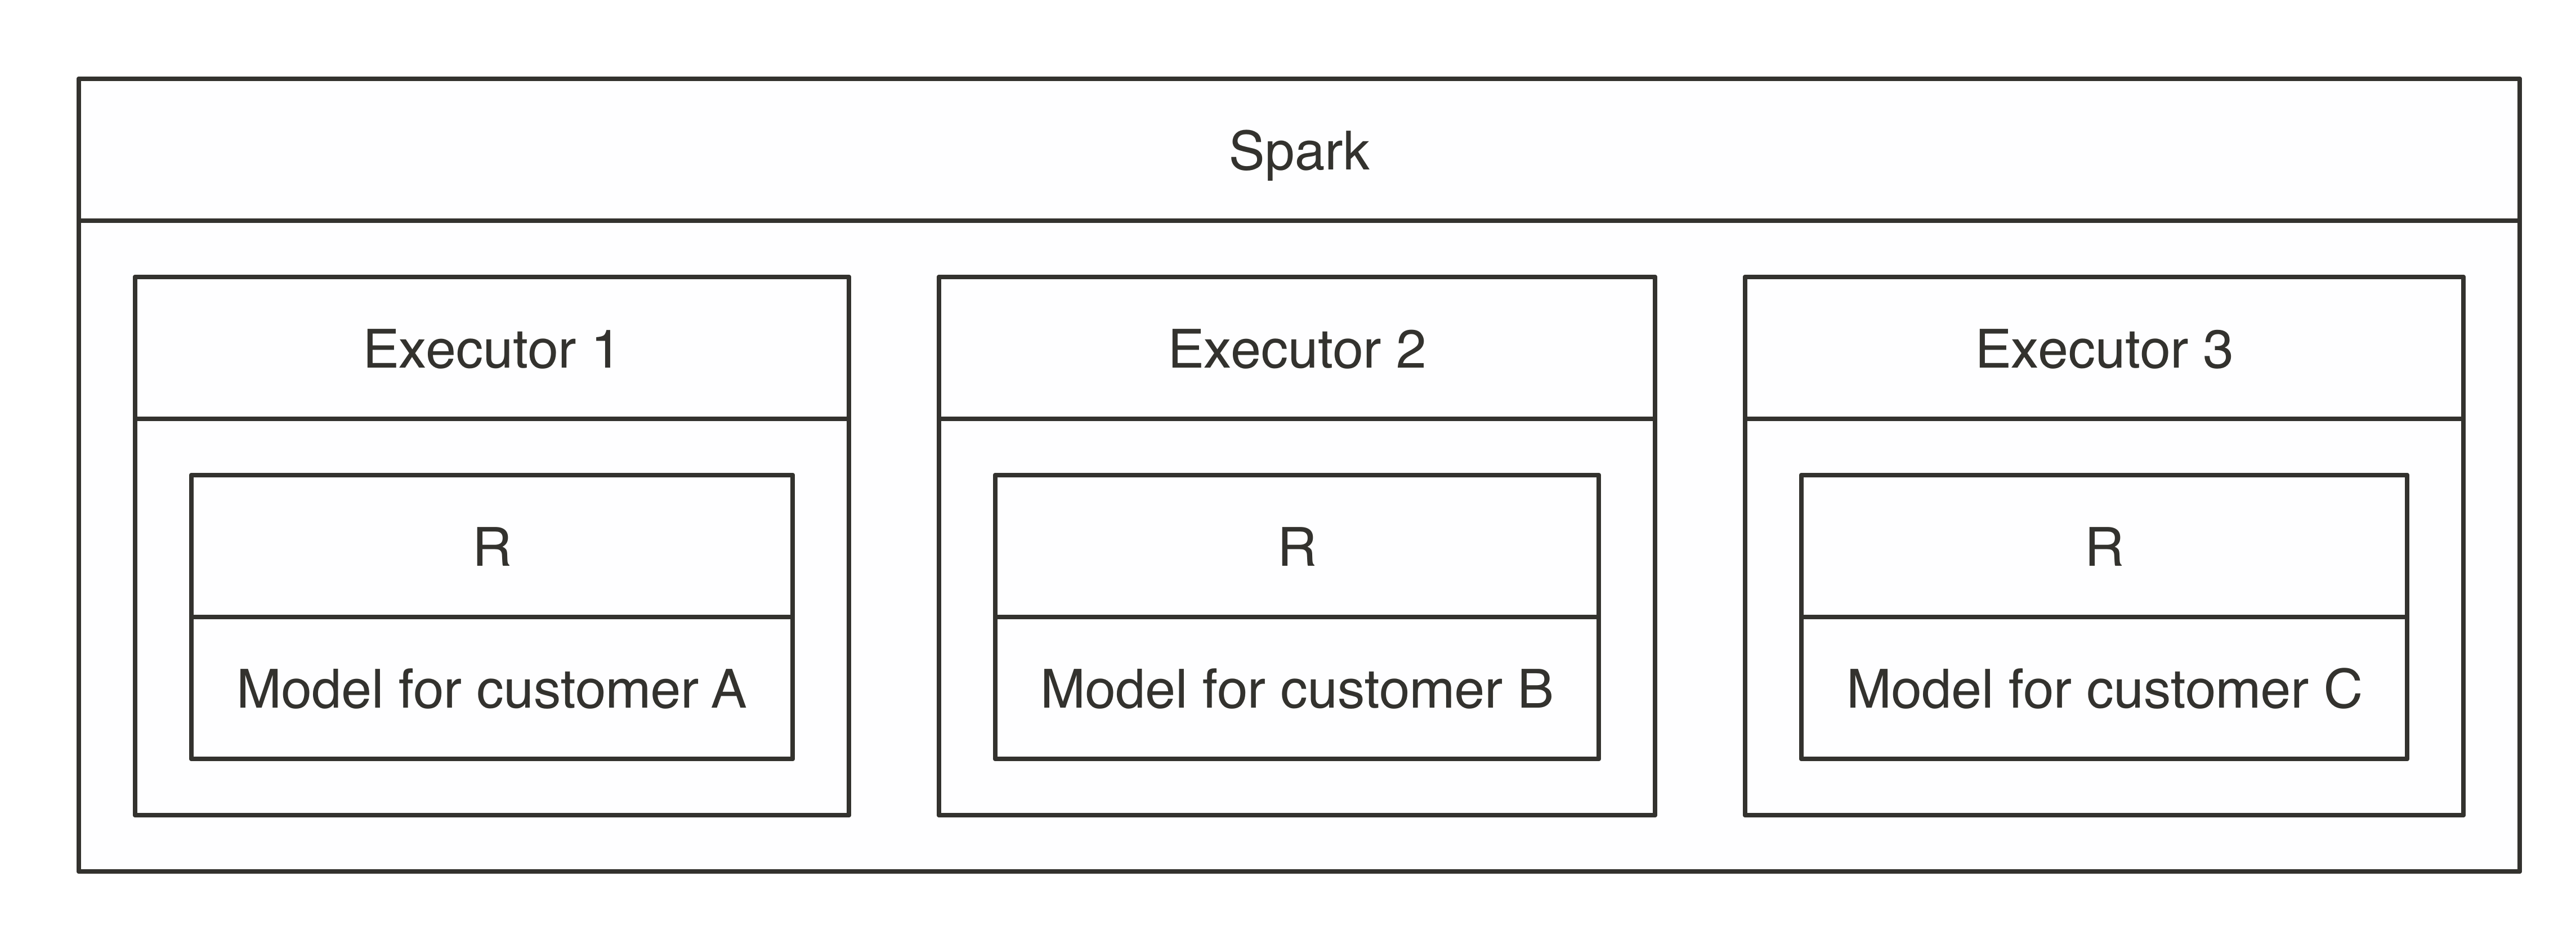 Spark
Executor 1
Executor 2
Executor 3
R
R
R
Model for customer A
Model for customer B
Model for customer C